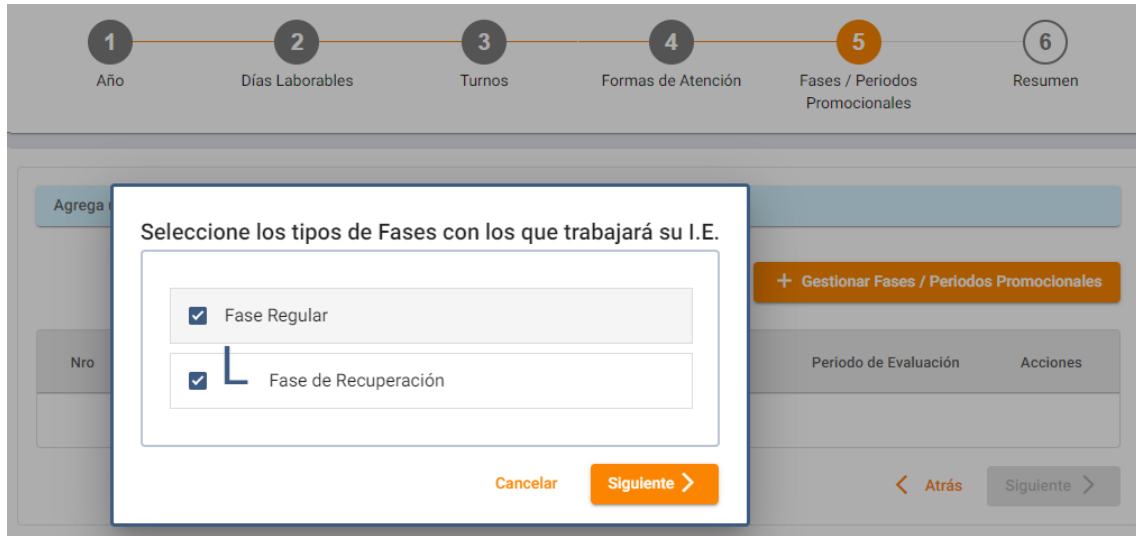 1
2
3
4
5
6
Año
Días Laborables
Turnos
Formas de Atención
Fases / Periodos
Promocionales
Resumen
Agrega
Seleccione los tipos de Fases con los que trabajará su I.E.
+ Gestionar Fases / Periodos Promocionales
Fase Regular
Fase de Recuperación
Nro
Periodo de Evaluación
Acciones
Cancelar
Siguiente
Atrás
Siguiente